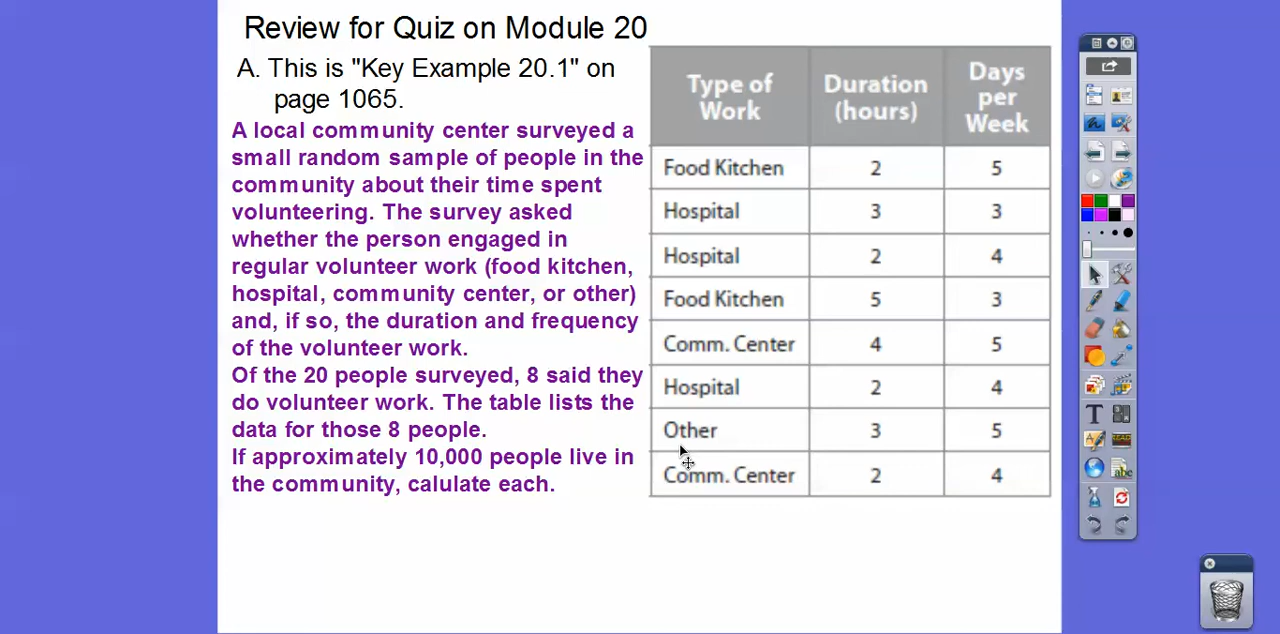 Review for Quiz on Module 20
A. This is "Key Example 20.1" on
page 1065.
A local community center surveyed a
small random sample of people in the
community about their time spent
volunteering. The survey asked
whether the person engaged in
regular volunteer work (food kitchen,
hospital, community center, or other)
and, if so, the duration and frequency
of the volunteer work.
Of the 20 people surveyed, 8 said they
do volunteer work. The table lists the
data for those 8 people.
If approximately 10,000 people live in
the community, calulate each.
Type of Work Duration (hours) Days per Week
Food Kitchen 2 5
Hospital 3 3
Hospital 2 4
Food Kitchen 5 3
Comm. Center 4 5
Hospital 2 4
Other 3 5
Comm. Center 2 4